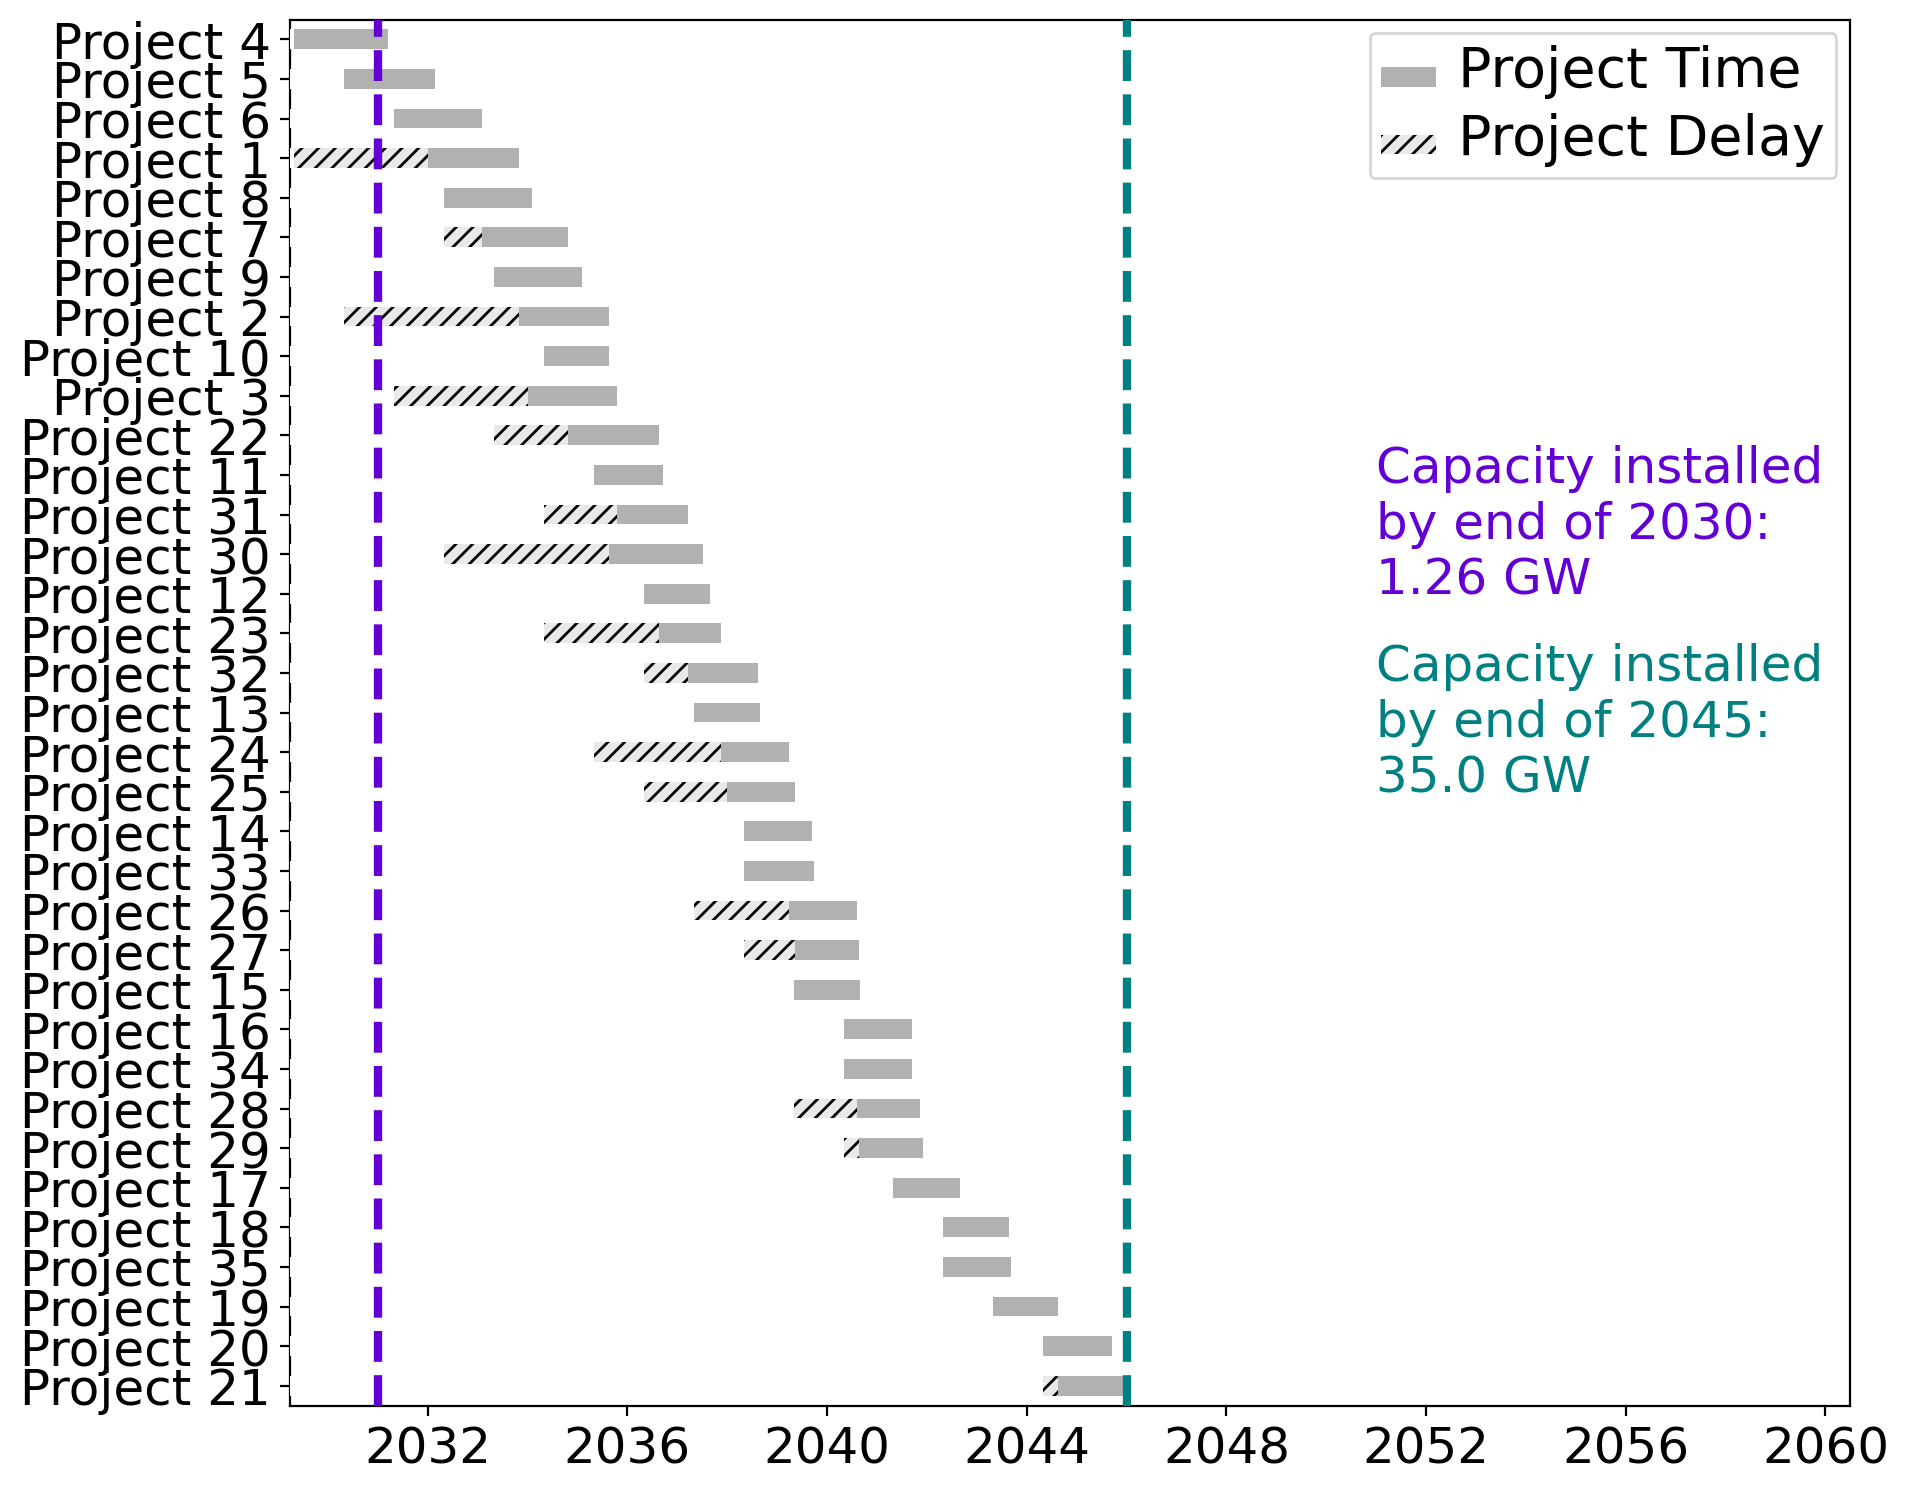 Project 4
Project 5
Project 6
Project 1
Project 8
Project 7
Project 9
Project 2
Project 10
Project 3
Project 22
Project 11
Project 31
Project 30
Project 12
Project 23
Project 32
Project 13
Project 24
Project 25
Project 14
Project 33
Project 26
Project 27
Project 15
Project 16
Project 34
Project 28
Project 29
Project 17
Project 18
Project 35
Project 19
Project 20
Project 21
Project Time
Project Delay
Capacity installed
by end of 2030:
1.26 GW
Capacity installed
by end of 2045:
35.0 GW
2032 2036 2040 2044 2048 2052 2056 2060